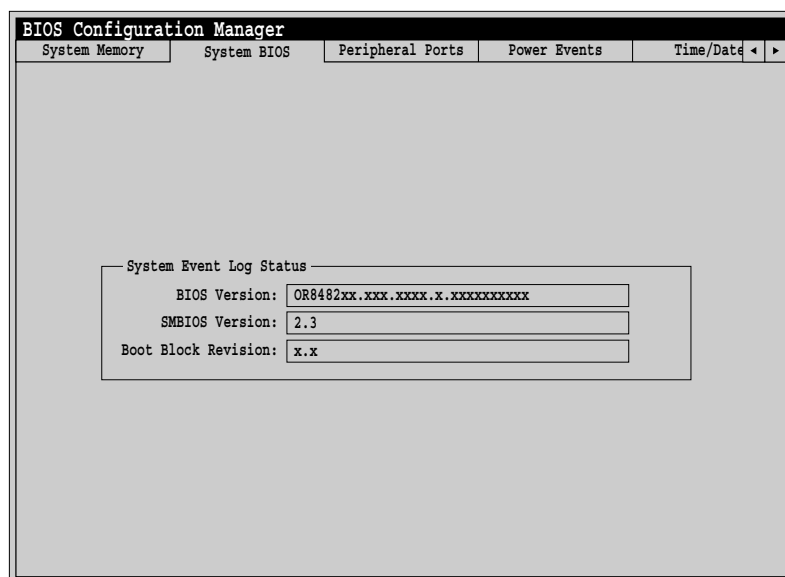 BIOS Configuration Manager
System Memory System BIOS Peripheral Ports Power Events Time/Date
System Event Log Status
BIOS Version: OR8482xx.xxx.xxxx.x.xxxxxxxxxx
SMBIOS Version: 2.3
Boot Block Revision: x.x